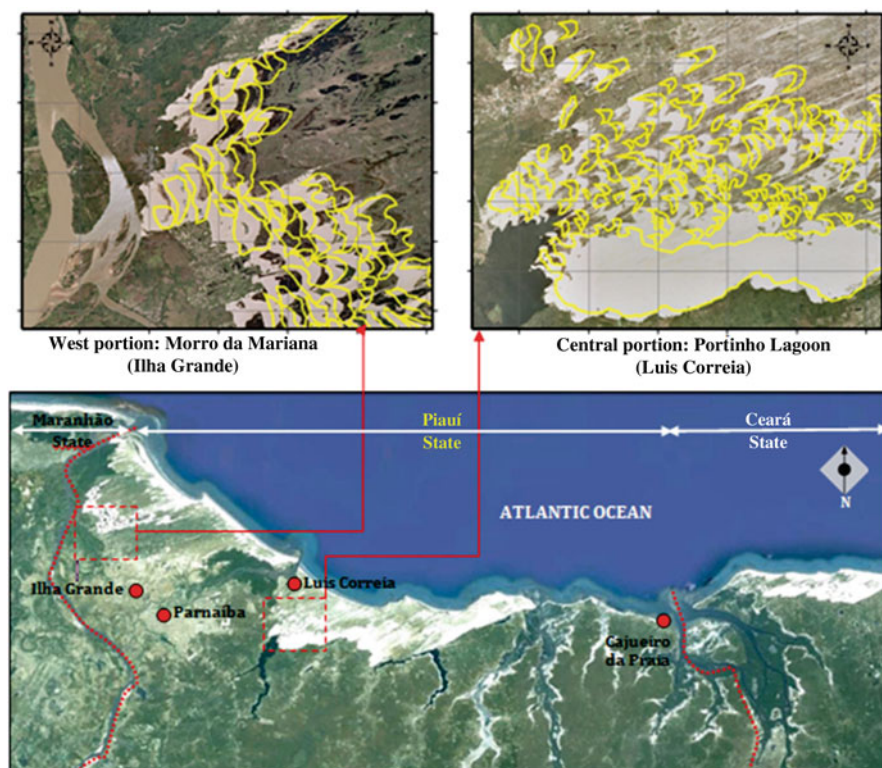 West portion: Morro da Mariana
(Ilha Grande)
Central portion: Portinho Lagoon
(Luis Correia)
Maranhão
State
Piauí
State
Ceará
State
N
ATLANTIC OCEAN
Ilha Grande
Luis Correia
Parnaíba
Cajueiro
da Praia